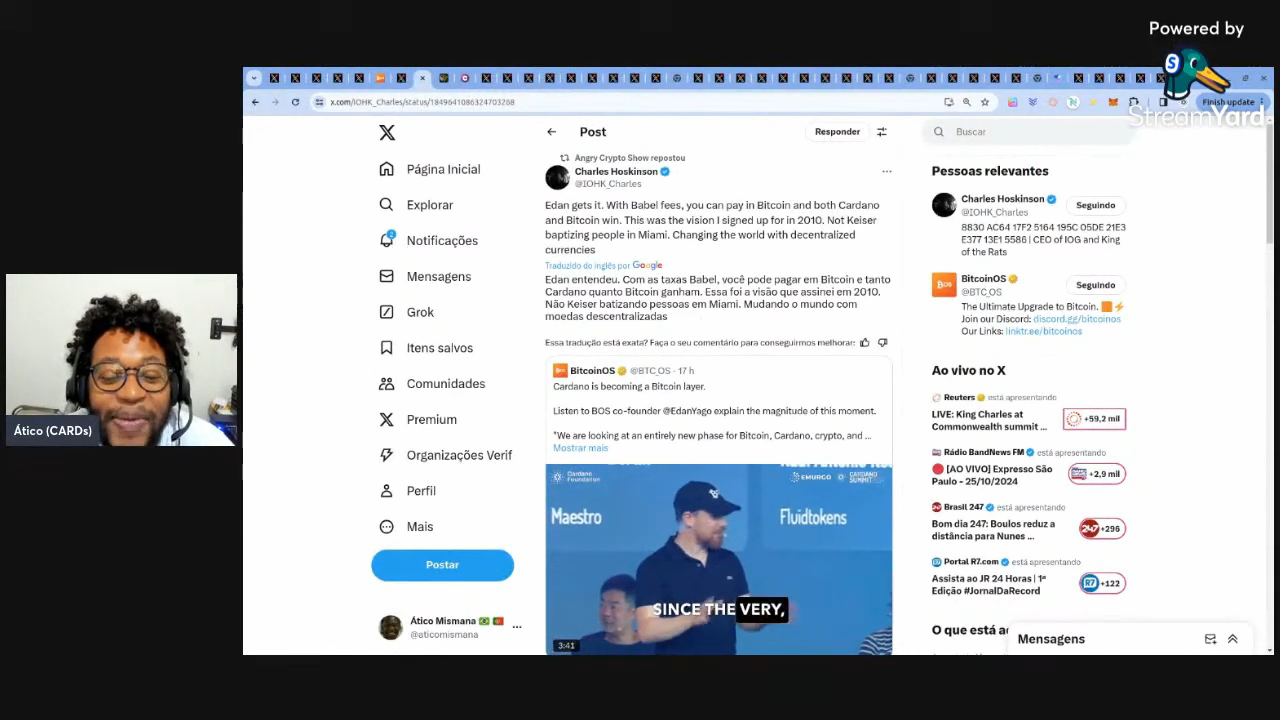 Powered by
StreamYard
x.com/IOHK_Charles/status/1849641086324703268
Finish update
Página Inicial
Explorar
2
Notificações
Mensagens
Grok
Itens salvos
Comunidades
Premium
Organizações Verif
Perfil
Mais
Postar
Ático Mismana
@aticomismana
Post
Responder
Angry Crypto Show repostou
Charles Hoskinson
@IOHK_Charles
Edan gets it. With Babel fees, you can pay in Bitcoin and both Cardano
and Bitcoin win. This was the vision I signed up for in 2010. Not Keiser
baptizing people in Miami. Changing the world with decentralized
currencies
Traduzido do inglês por Google
Edan entendeu. Com as taxas Babel, você pode pagar em Bitcoin e tanto
Cardano quanto Bitcoin ganham. Essa foi a visão que assinei em 2010.
Não Keiser batizando pessoas em Miami. Mudando o mundo com
moedas descentralizadas
Essa tradução está exata? Faça o seu comentário para conseguirmos melhorar:
BitcoinOS @BTC_OS · 17 h
Cardano is becoming a Bitcoin layer.
Listen to BOS co-founder @EdanYago explain the magnitude of this moment.
"We are looking at an entirely new phase for Bitcoin, Cardano, crypto, and ...
Mostrar mais
Cardano
Foundation
EMURGO
CARDANO
SUMMIT
Maestro
Fluidtokens
SINCE THE VERY,
3:41
Buscar
Pessoas relevantes
Charles Hoskinson
@IOHK_Charles
Seguindo
8830 AC64 17F2 5164 195C 05DE 21E3
E377 13E1 5586 | CEO of IOG and King
of the Rats
BOS
BitcoinOS
@BTC_OS
Seguindo
The Ultimate Upgrade to Bitcoin.
Join our Discord: discord.gg/bitcoinos
Our Links: linktr.ee/bitcoinos
Ao vivo no X
Reuters está apresentando
LIVE: King Charles at
Commonwealth summit ...
+59,2 mil
Rádio BandNews FM está apresentando
[AO VIVO] Expresso São
Paulo - 25/10/2024
+2,9 mil
Brasil 247 está apresentando
Bom dia 247: Boulos reduz a
distância para Nunes ...
247
+296
Portal R7.com está apresentando
Assista ao JR 24 Horas | 1ª
Edição #JornalDaRecord
R7
+122
O que está ac
Mensagens
Ático (CARDs)